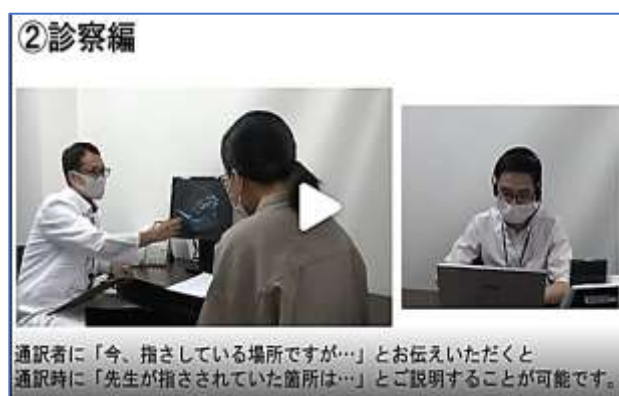 ②診察編
通訳者に「今、指さしている場所ですが…」とお伝えいただくと
通訳時に「先生が指さされていた箇所は…」とご説明することが可能です。